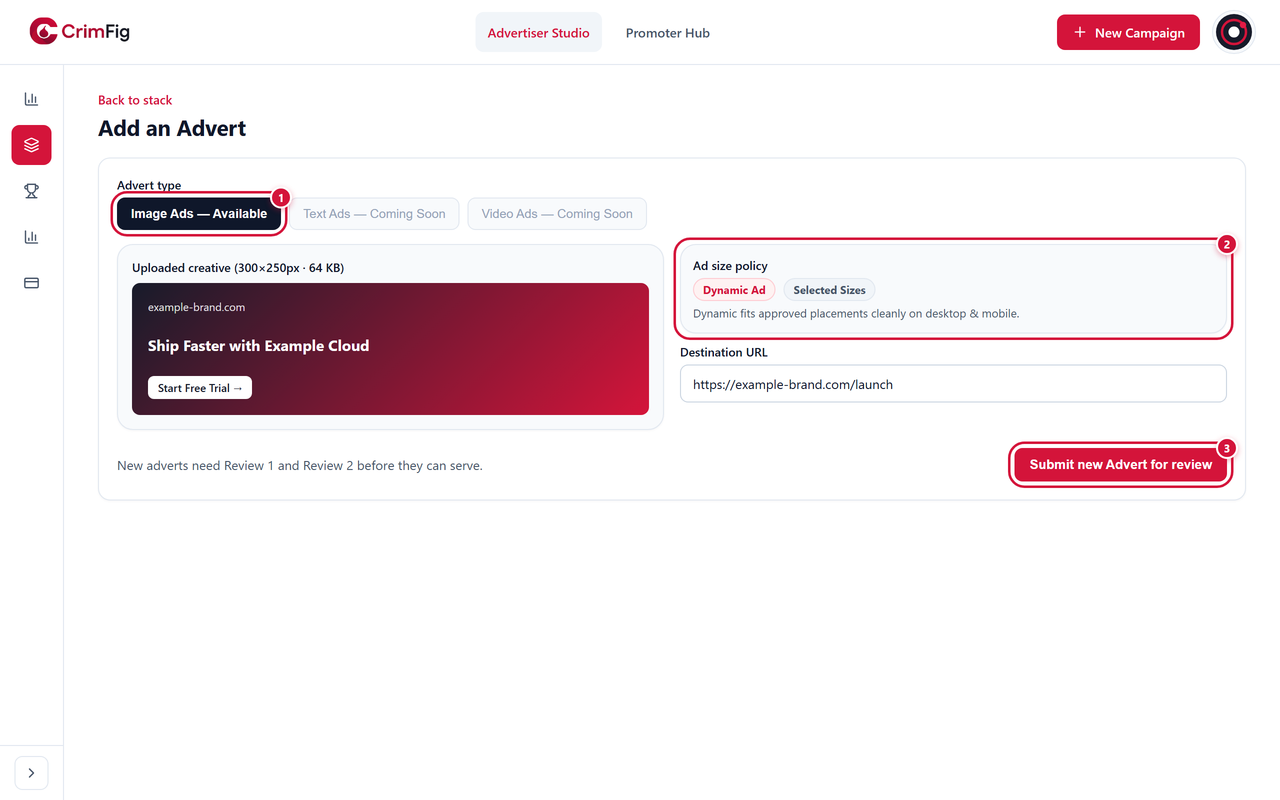 CrimFig
Advertiser Studio
Promoter Hub
+ New Campaign
Back to stack
Add an Advert
Advert type
Image Ads — Available
1
Text Ads — Coming Soon
Video Ads — Coming Soon
Uploaded creative (300×250px · 64 KB)
example-brand.com
Ship Faster with Example Cloud
Start Free Trial →
2
Ad size policy
Dynamic Ad
Selected Sizes
Dynamic fits approved placements cleanly on desktop & mobile.
Destination URL
https://example-brand.com/launch
New adverts need Review 1 and Review 2 before they can serve.
3
Submit new Advert for review